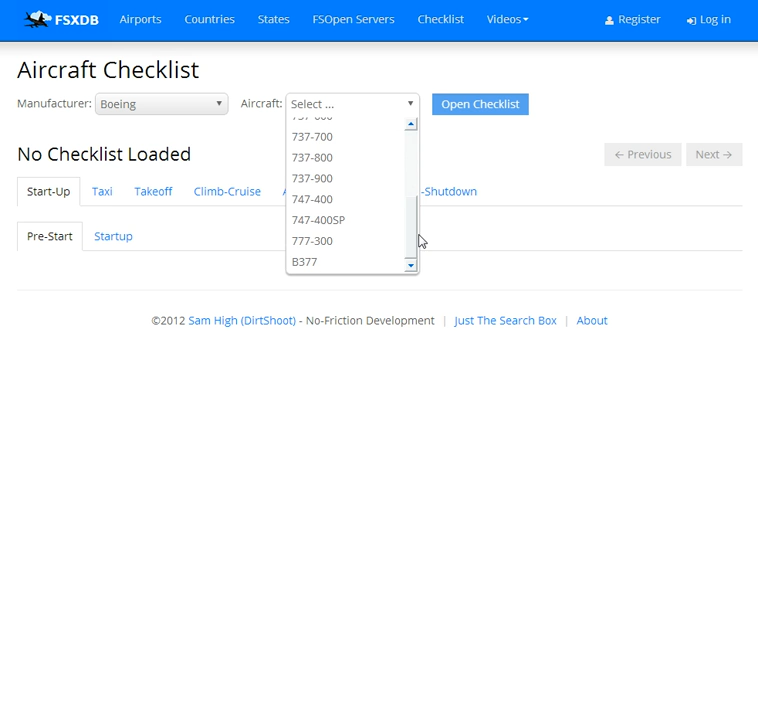 FSXDB Airports Countries States FSOpen Servers Checklist Videos Register Log in
Aircraft Checklist
Manufacturer: Boeing Aircraft: Select ... Open Checklist
737-700
737-800
737-900
747-400
747-400SP
777-300
B377
No Checklist Loaded
← Previous Next →
Start-Up Taxi Takeoff Climb-Cruise -Shutdown
Pre-Start Startup
©2012 Sam High (DirtShoot) - No-Friction Development | Just The Search Box | About